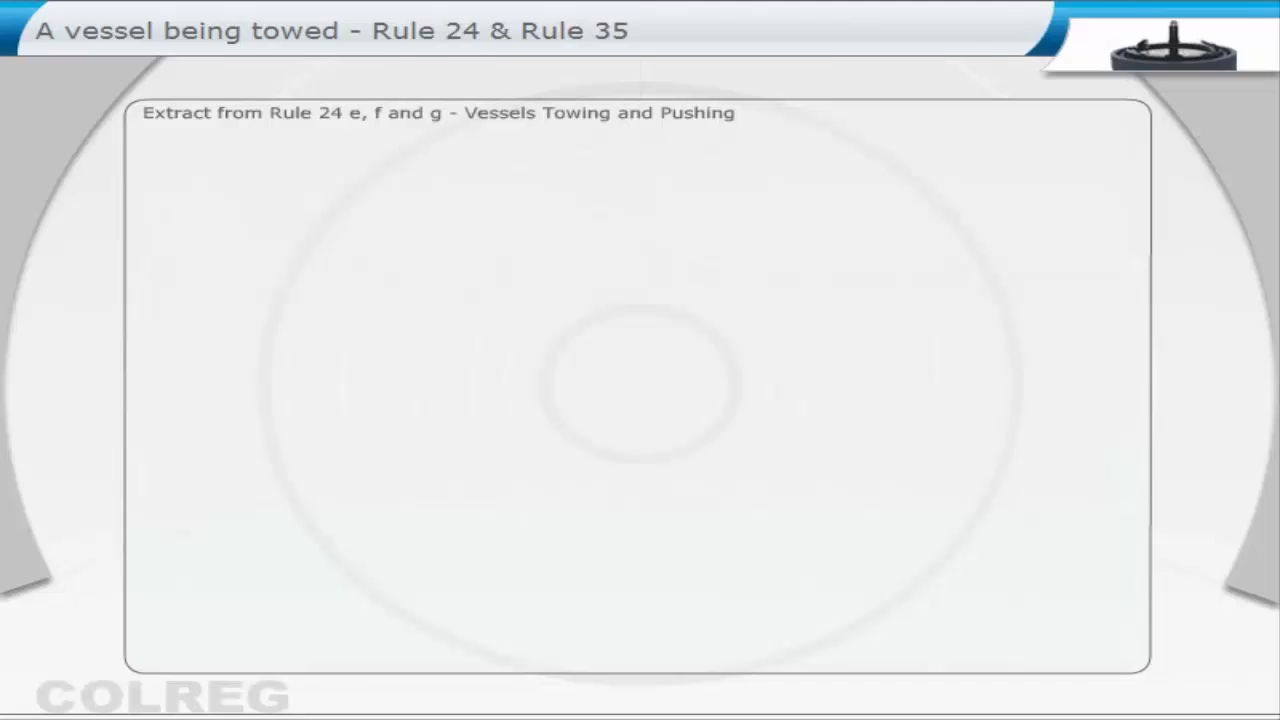 A vessel being towed - Rule 24 & Rule 35
Extract from Rule 24 e, f and g - Vessels Towing and Pushing
COLREG